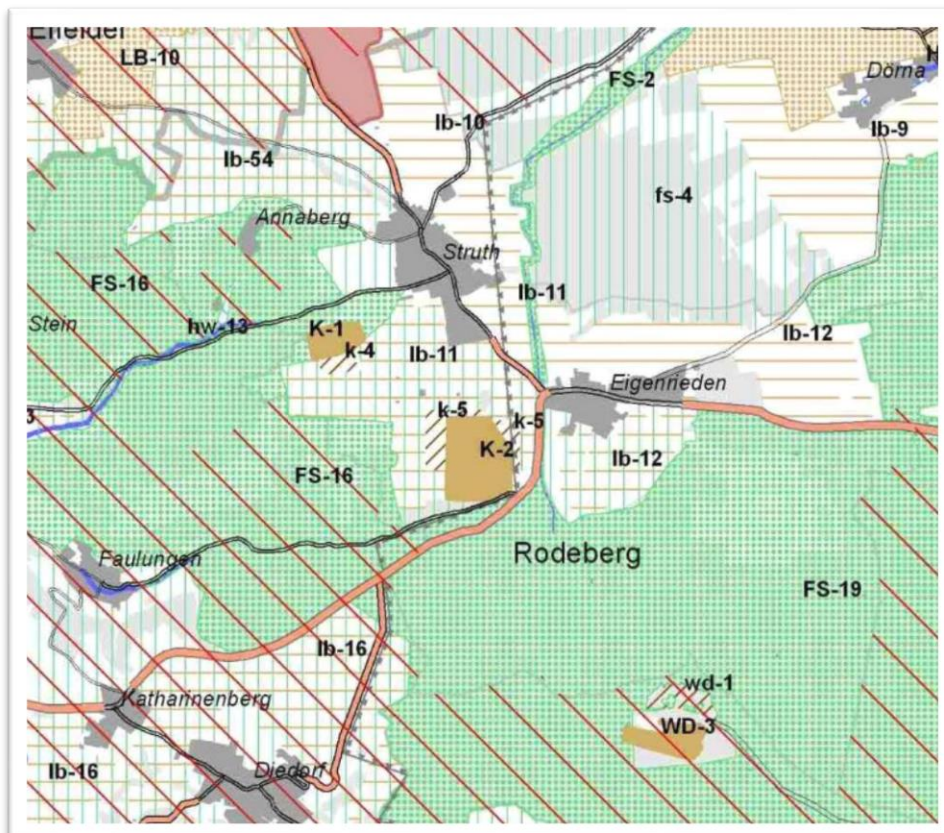 Effelder
LB-10
FS-2
Dörna
lb-10
lb-9
lb-54
fs-4
Annaberg
Struth
FS-16
lb-11
Stein
hw-13
K-1
lb-12
k-4
lb-11
Eigenrieden
k-5
k-5
K-2
lb-12
FS-16
Rodeberg
Faulungen
FS-19
lb-16
wd-1
Katharinenberg
WD-3
lb-16
Diedorf